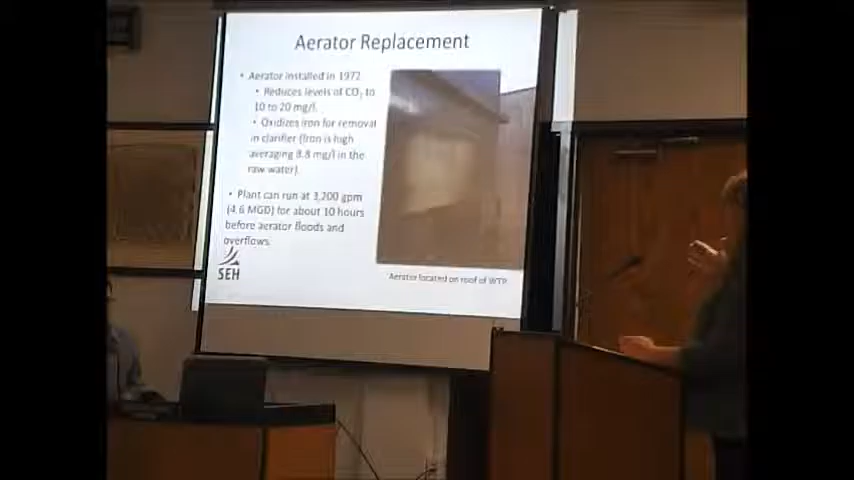 Aerator Replacement
• Aerator installed in 1972
• Reduces levels of CO2 to
10 to 20 mg/l.
• Oxidizes iron for removal
in clarifier (Iron is high
averaging 8.8 mg/l in the
raw water).
• Plant can run at 3,200 gpm
(4.6 MGD) for about 10 hours
before aerator floods and
overflows.
SEH
Aerator located on roof of WTP